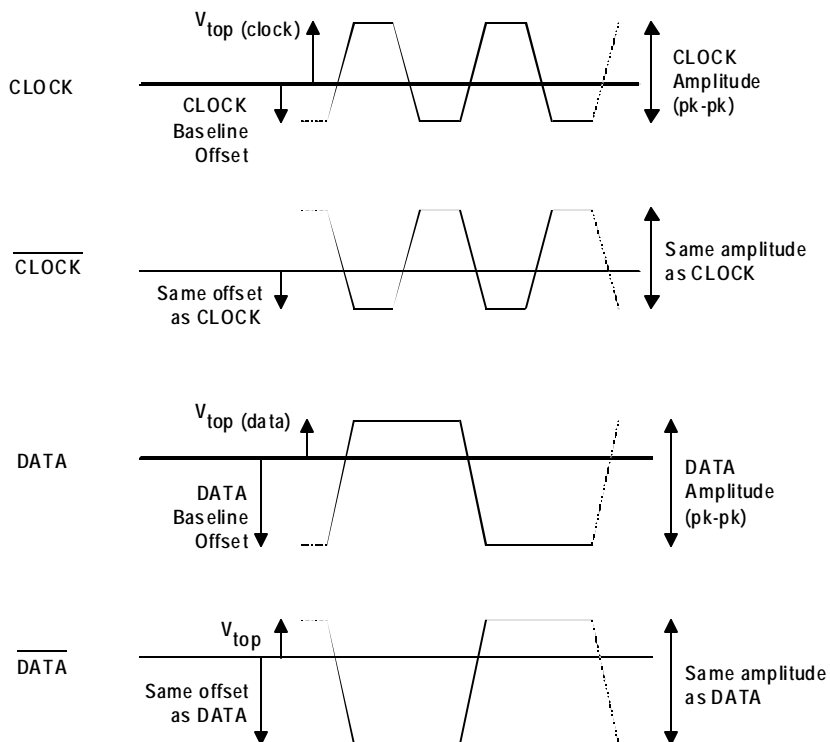 V top (clock)
CLOCK
CLOCK
Baseline
Offset
CLOCK
Amplitude
(pk-pk)
CLOCK
Same offset
as CLOCK
Same amplitude
as CLOCK
V top (data)
DATA
DATA
Baseline
Offset
DATA
Amplitude
(pk-pk)
DATA
V top
Same offset
as DATA
Same amplitude
as DATA